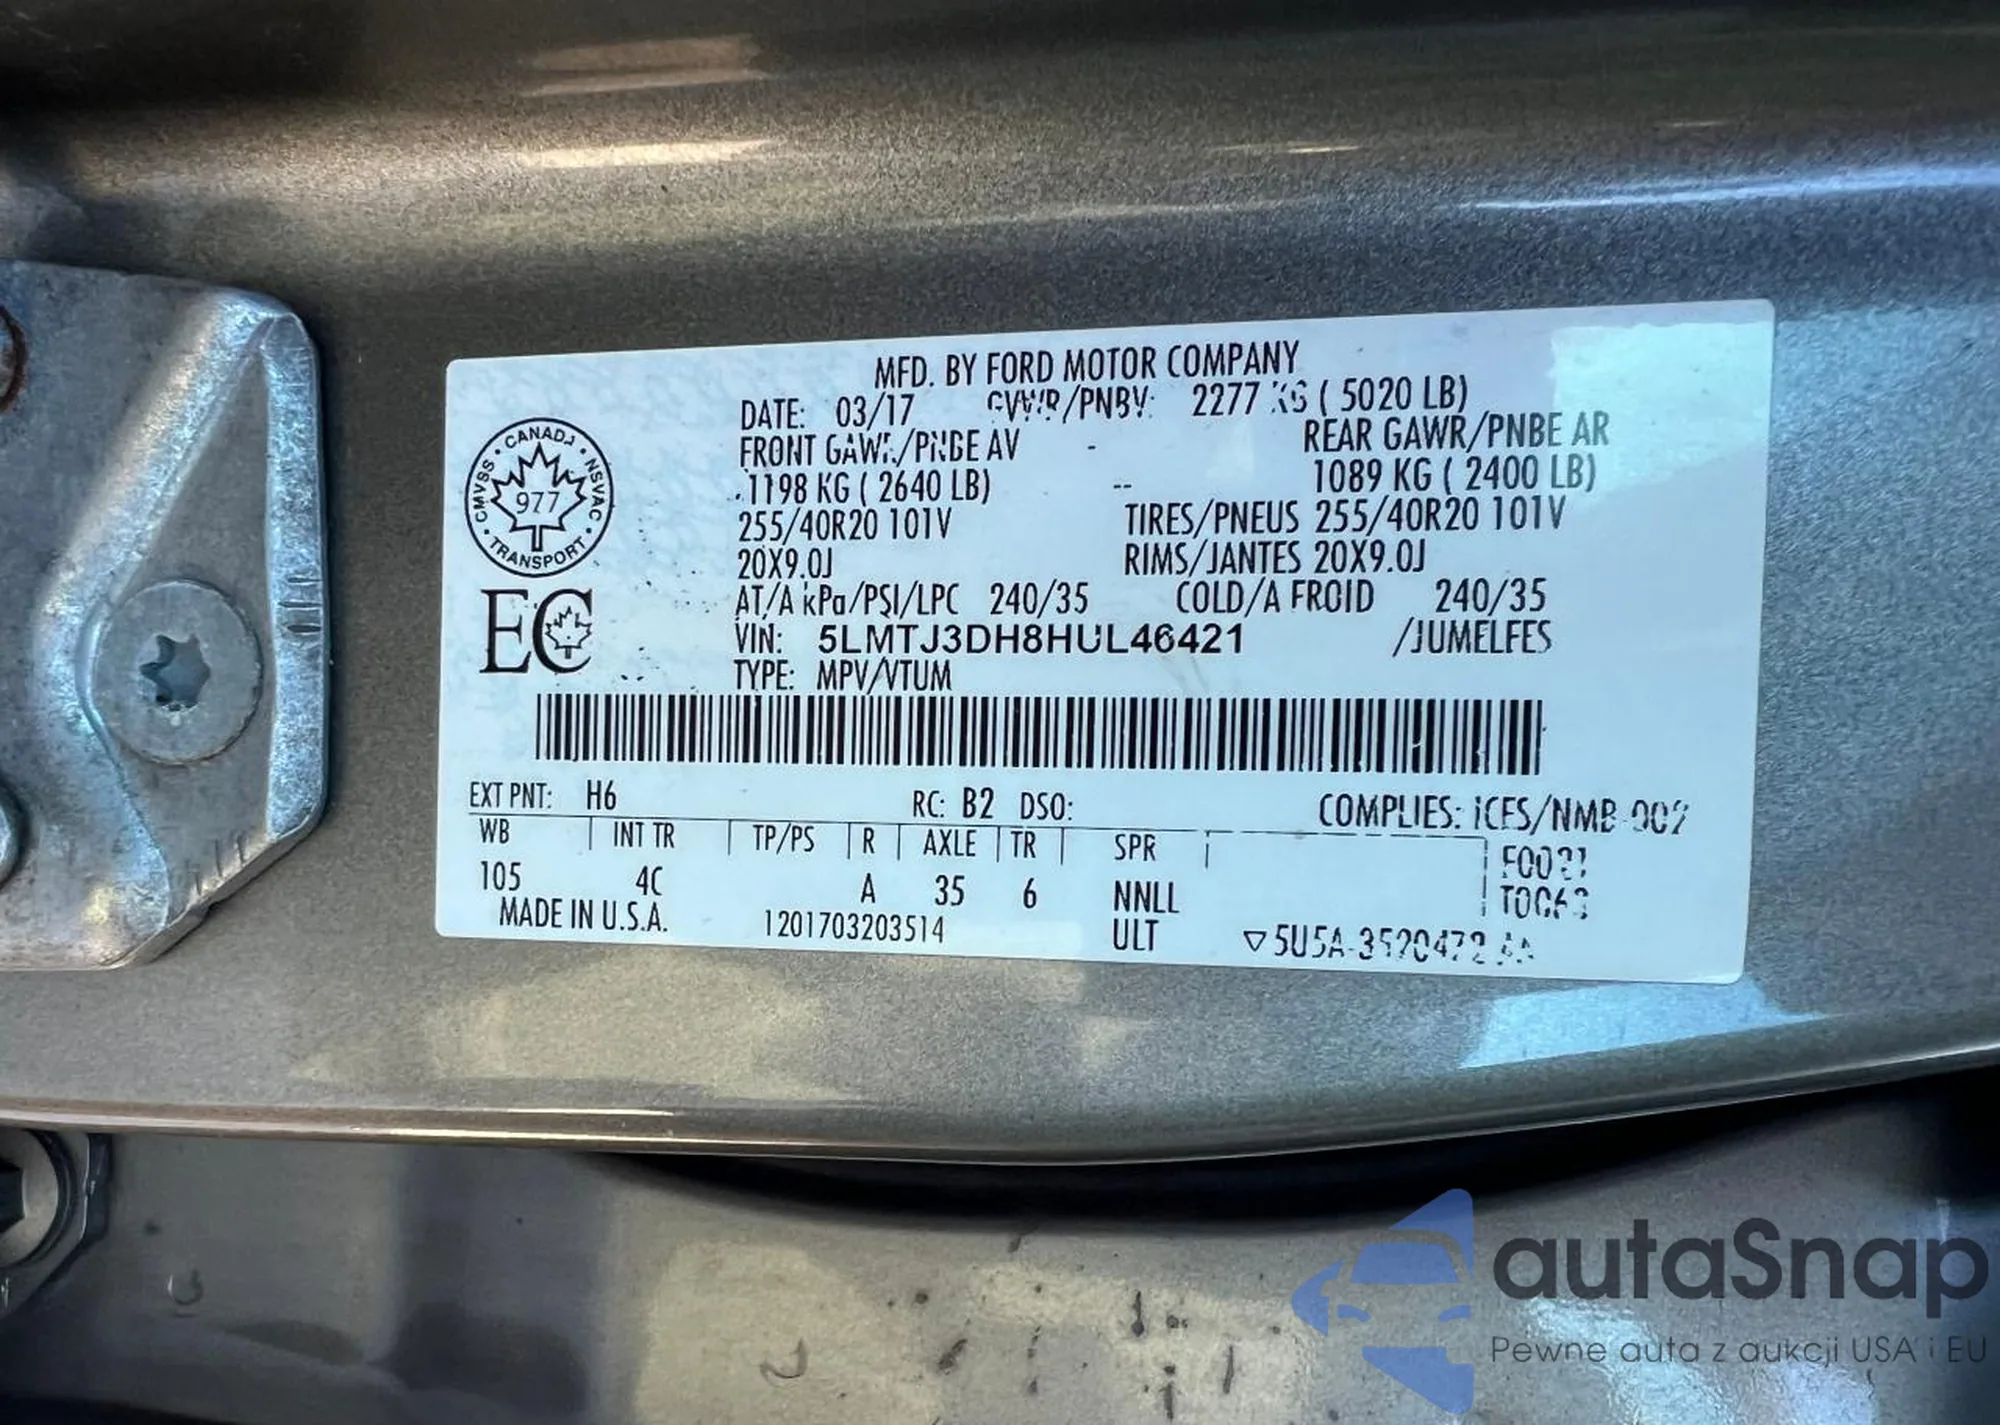 MFD. BY FORD MOTOR COMPANY
DATE: 03/17 GVWR/PNBV: 2277 KG ( 5020 LB)
FRONT GAWR/PNBE AV - REAR GAWR/PNBE AR
1198 KG ( 2640 LB) -- 1089 KG ( 2400 LB)
255/40R20 101V TIRES/PNEUS 255/40R20 101V
20X9.0J RIMS/JANTES 20X9.0J
AT/A kPa/PSI/LPC 240/35 COLD/A FROID 240/35
VIN: 5LMTJ3DH8HUL46421 /JUMELFES
TYPE: MPV/VTUM
CANADA
NSVAC
TRANSPORT
CMVSS
977
EC
EXT PNT: H6 RC: B2 DSO: COMPLIES: ICES/NMB-002
WB INT TR TP/PS R AXLE TR SPR
105 4C A 35 6 NNLL
MADE IN U.S.A. 1201703203514 ULT
▽5U5A-3520472
autaSnap
Pewne auta z aukcji USA i EU